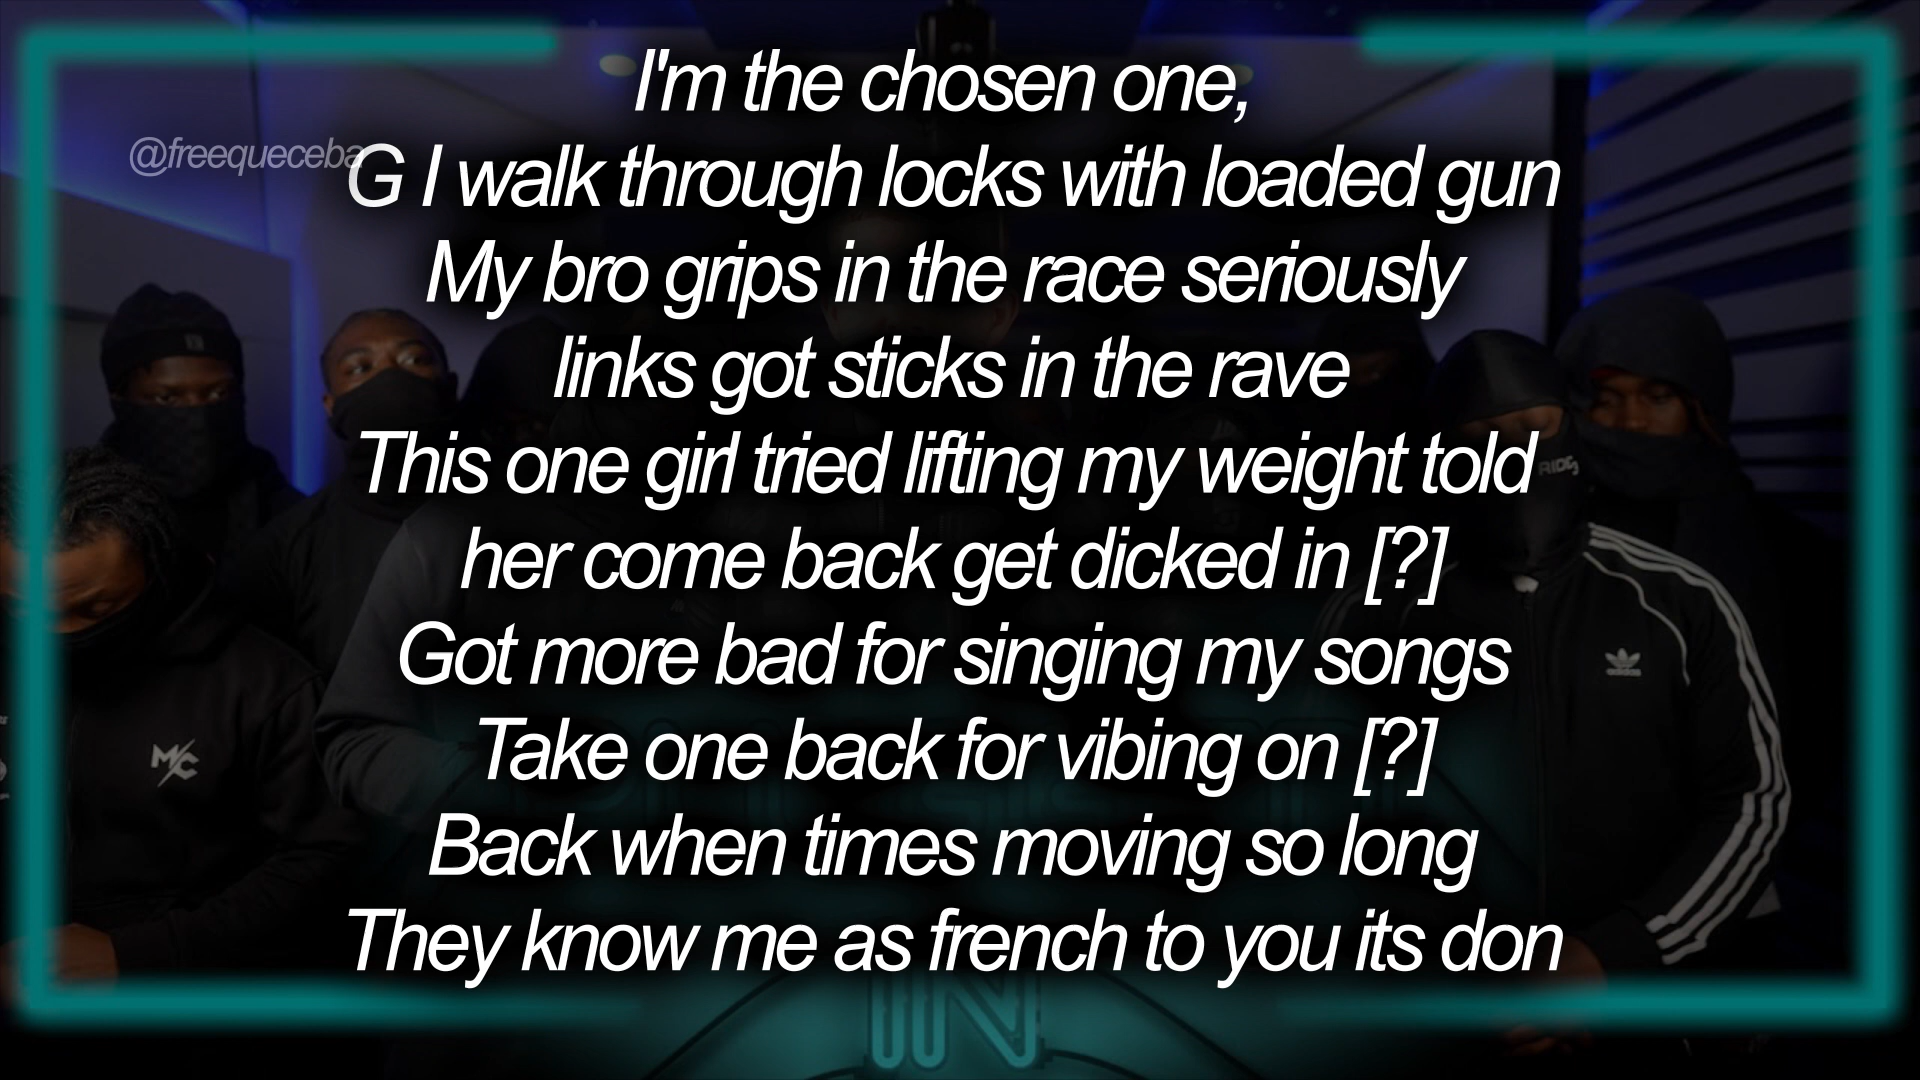 I'm the chosen one,
@freequeceba
G I walk through locks with loaded gun
My bro grips in the race seriously
links got sticks in the rave
This one girl tried lifting my weight told
RIDG
her come back get dicked in [?]
Got more bad for singing my songs
adidas
Take one back for vibing on [?]
M/C
Back when times moving so long
They know me as french to you its don
IN